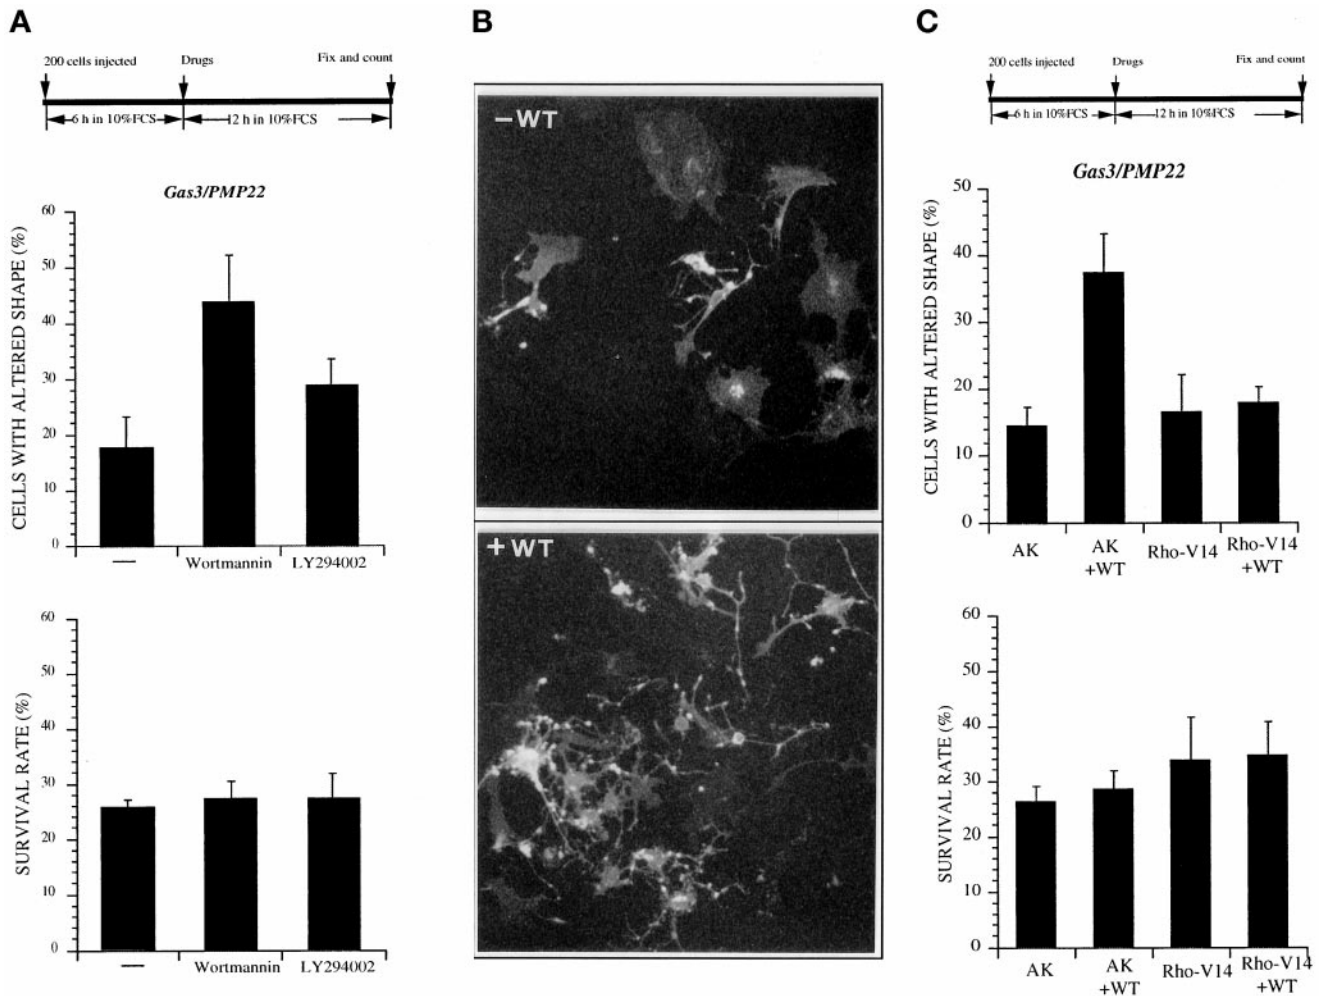 A
200 cells injected
Drugs
Fix and count
6 h in 10%FCS
12 h in 10%FCS
Gas3/PMP22
CELLS WITH ALTERED SHAPE (%)
60
50
40
30
20
10
0
—
Wortmannin
LY294002
SURVIVAL RATE (%)
60
50
40
30
20
10
0
—
Wortmannin
LY294002
B
– WT
+ WT
C
200 cells injected
Drugs
Fix and count
6 h in 10%FCS
12 h in 10%FCS
Gas3/PMP22
CELLS WITH ALTERED SHAPE (%)
50
40
30
20
10
0
AK
AK
+WT
Rho-V14
Rho-V14
+WT
SURVIVAL RATE (%)
60
50
40
30
20
10
0
AK
AK
+WT
Rho-V14
Rho-V14
+WT